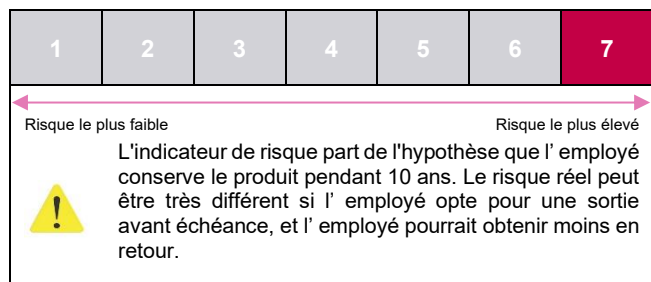 1 2 3 4 5 6 7
Risque le plus faible Risque le plus élevé
L'indicateur de risque part de l'hypothèse que l’ employé
conserve le produit pendant 10 ans. Le risque réel peut
être très différent si l’ employé opte pour une sortie
avant échéance, et l’ employé pourrait obtenir moins en
retour.